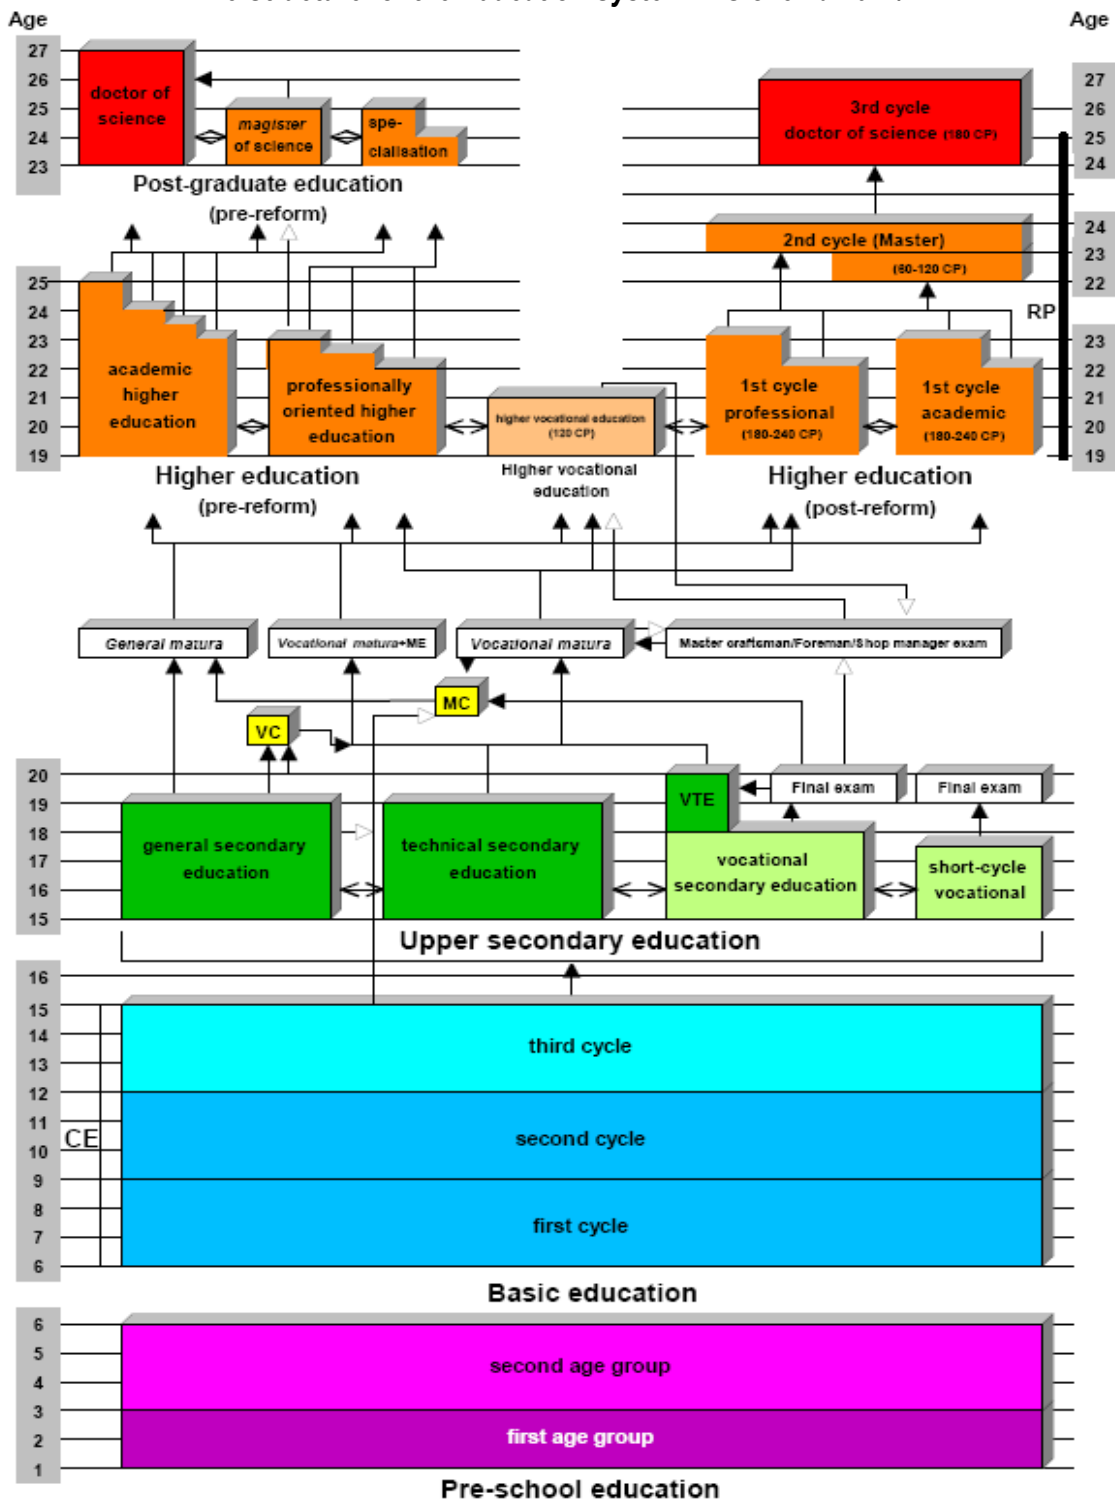 Age
Age
27
26
25
24
23
doctor of
science
magister
of science
spe-
cialisation
Post-graduate education
(pre-reform)
27
26
25
24
3rd cycle
doctor of science (180 CP)
24
23
22
2nd cycle (Master)
(60-120 CP)
RP
25
24
23
22
21
20
19
academic
higher
education
professionally
oriented higher
education
higher vocational education
(120 CP)
1st cycle
professional
(180-240 CP)
1st cycle
academic
(180-240 CP)
23
22
21
20
19
Higher education
(pre-reform)
Higher vocational
education
Higher education
(post-reform)
General matura
Vocational matura+ME
Vocational matura
Master craftsman/Foreman/Shop manager exam
MC
VC
20
19
18
17
16
15
VTE
Final exam
Final exam
general secondary
education
technical secondary
education
vocational
secondary education
short-cycle
vocational
Upper secondary education
16
15
14
13
12
11
10
9
8
7
6
CE
third cycle
second cycle
first cycle
Basic education
6
5
4
3
2
1
second age group
first age group
Pre-school education